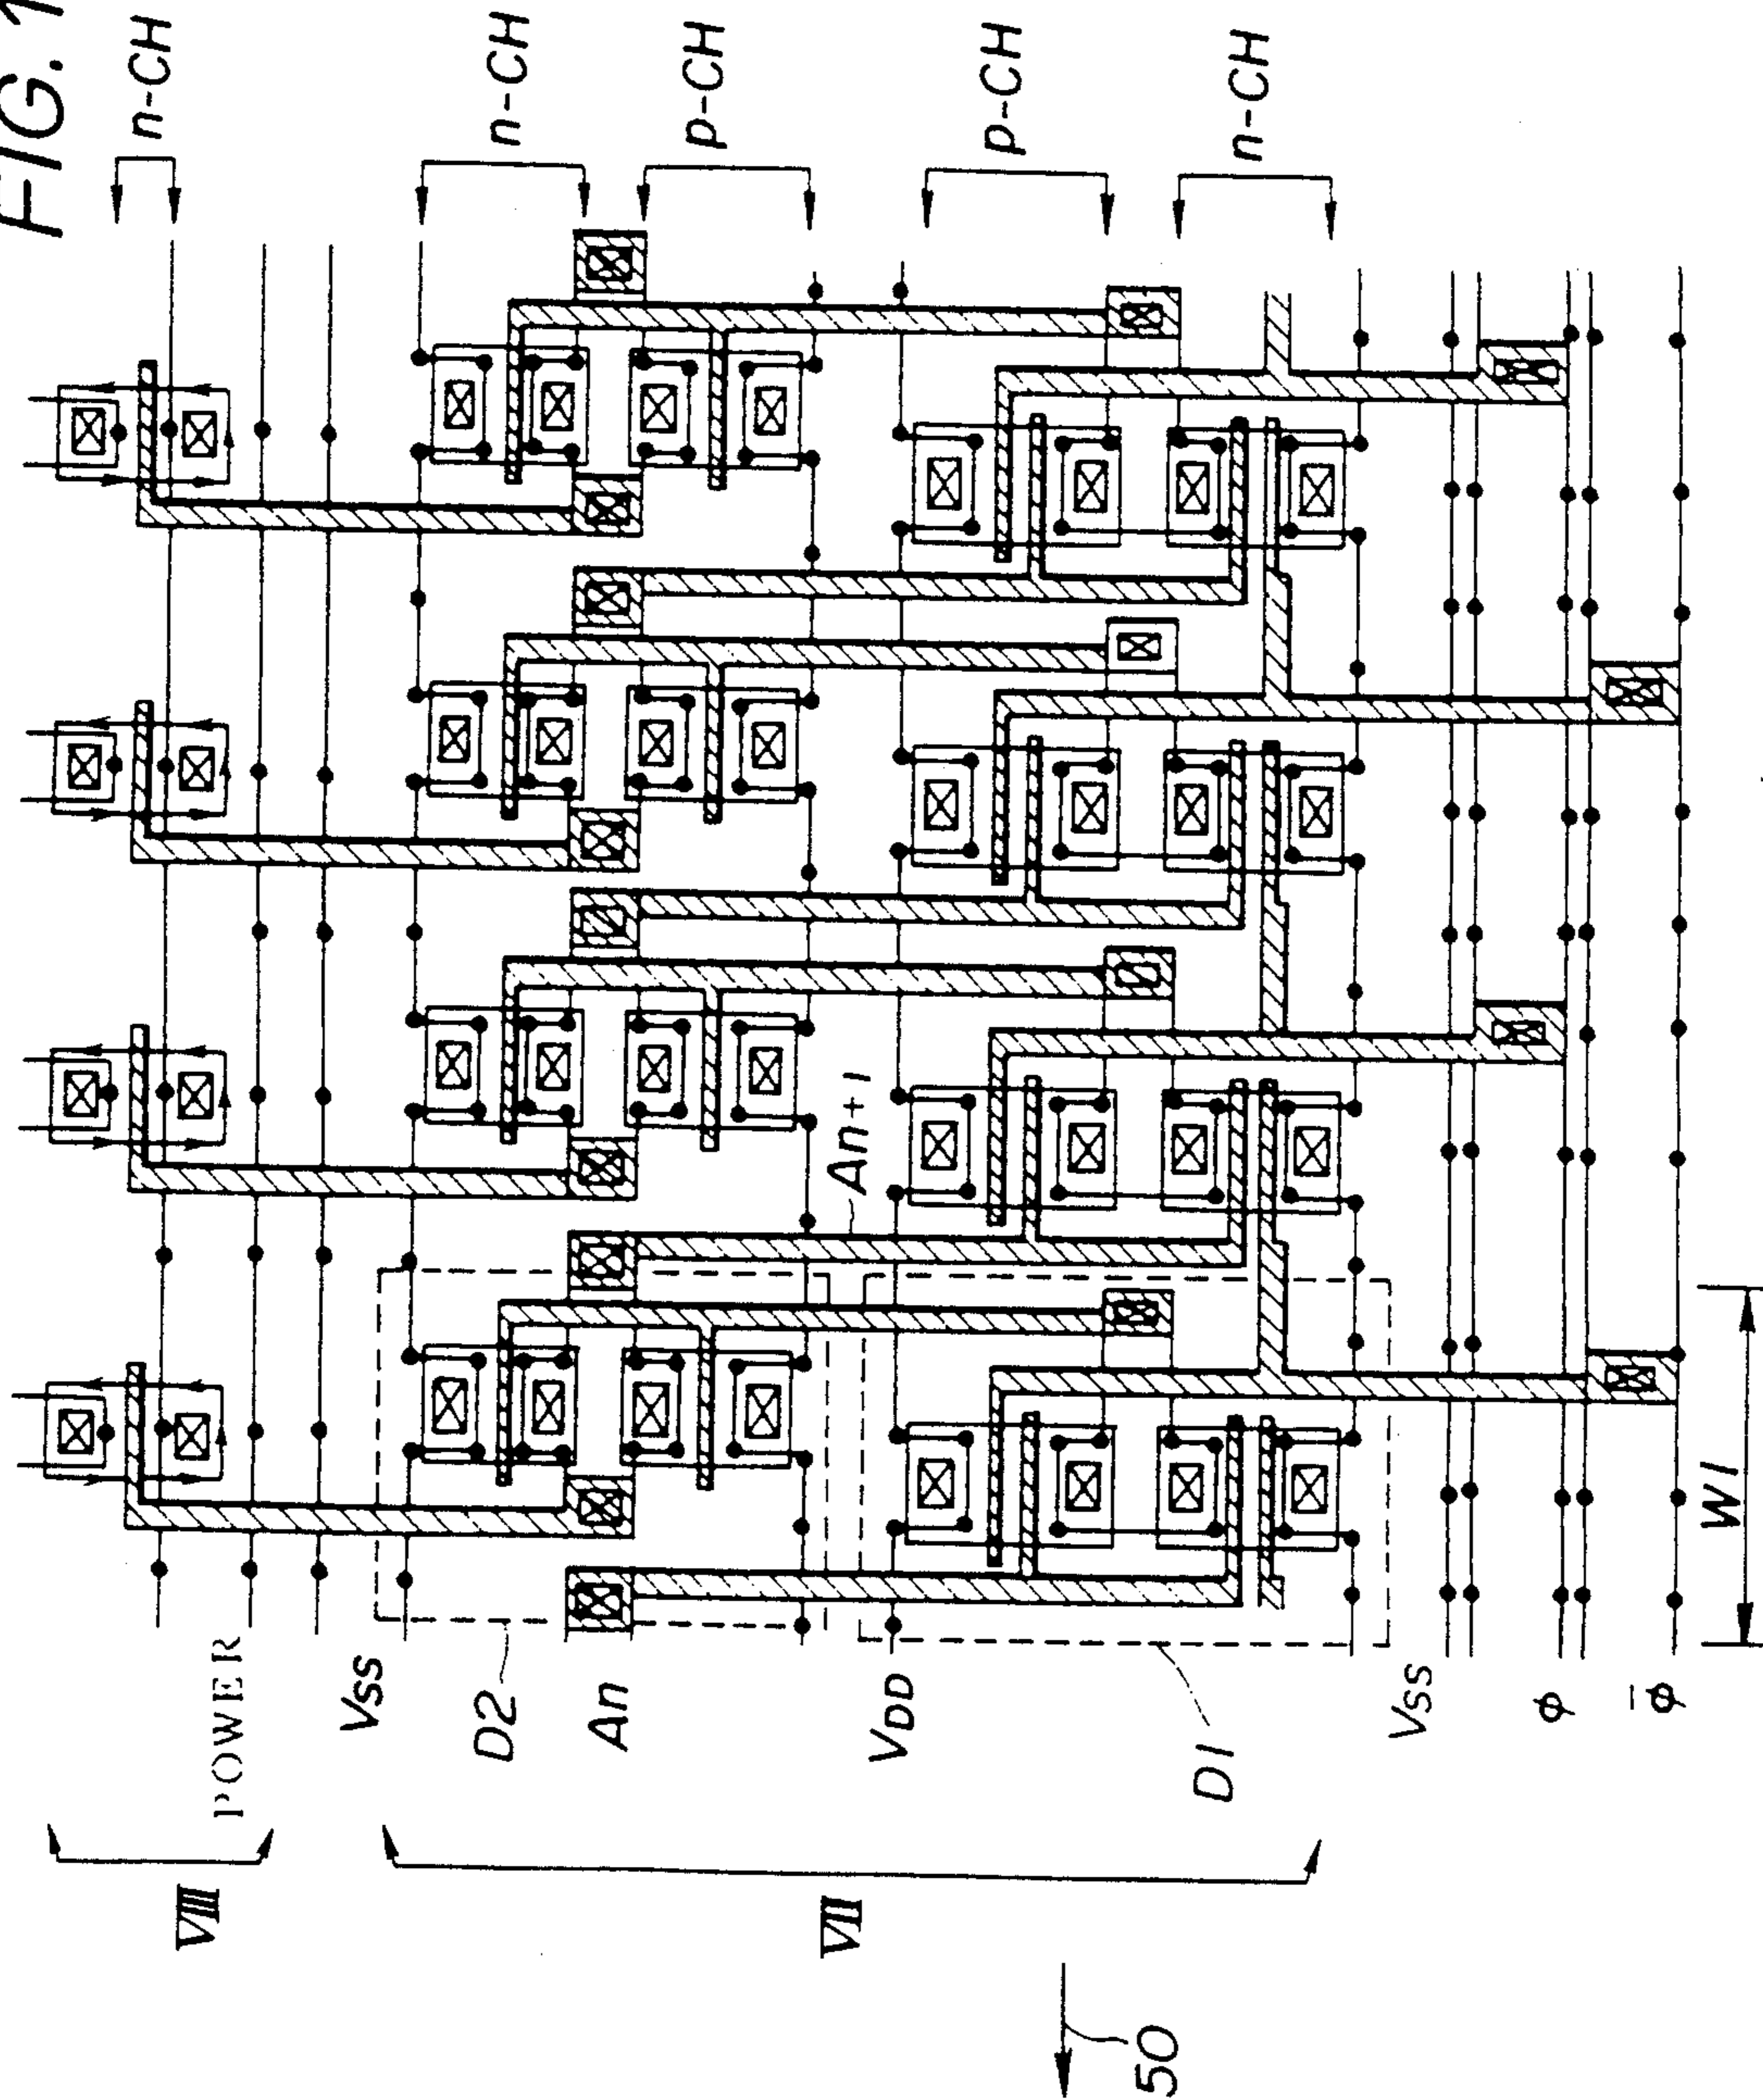 FIG. 1
n-CH
n-CH
p-CH
p-CH
n-CH
An+1
POWER
VSS
D2
An
VDD
D1
VSS
φ
φ̅
W1
VIII
VII
50